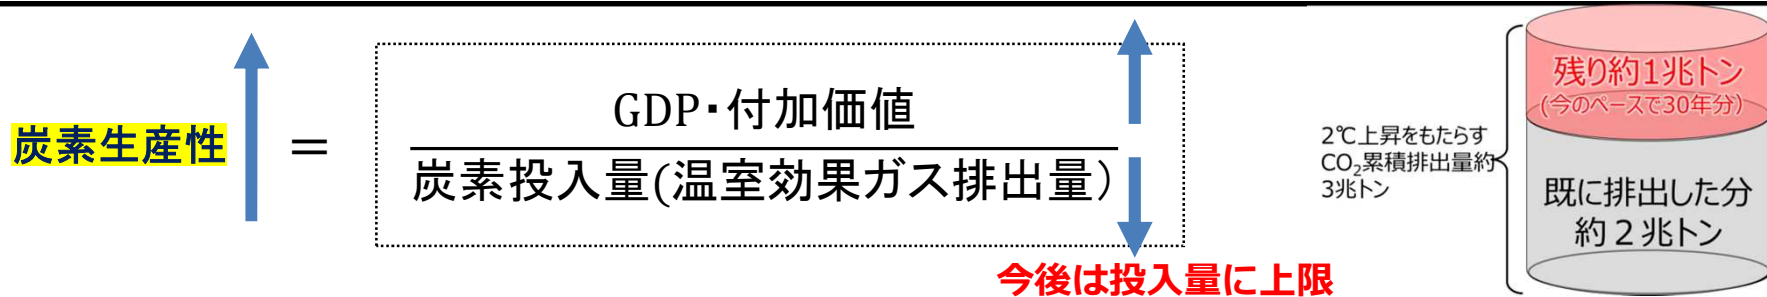 炭素生産性
=
GDP・付加価値
炭素投入量(温室効果ガス排出量)
今後は投入量に上限
2℃上昇をもたらす
CO₂累積排出量約
3兆トン
残り約1兆トン
(今のペースで30年分)
既に排出した分
約2兆トン